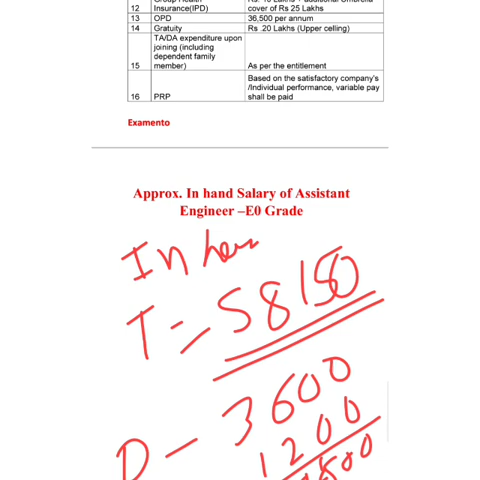 Group Health Rs. 10 Lakhs + additional Umbrella
12 Insurance(IPD) cover of Rs 25 Lakhs
13 OPD 36,500 per annum
14 Gratuity Rs .20 Lakhs (Upper celling)
TA/DA expenditure upon
joining (including
dependent family
15 member) As per the entitlement
Based on the satisfactory company's
/Individual performance, variable pay
16 PRP shall be paid
Examento
Approx. In hand Salary of Assistant
Engineer –E0 Grade
In
T = 58150
D - 3600
1200